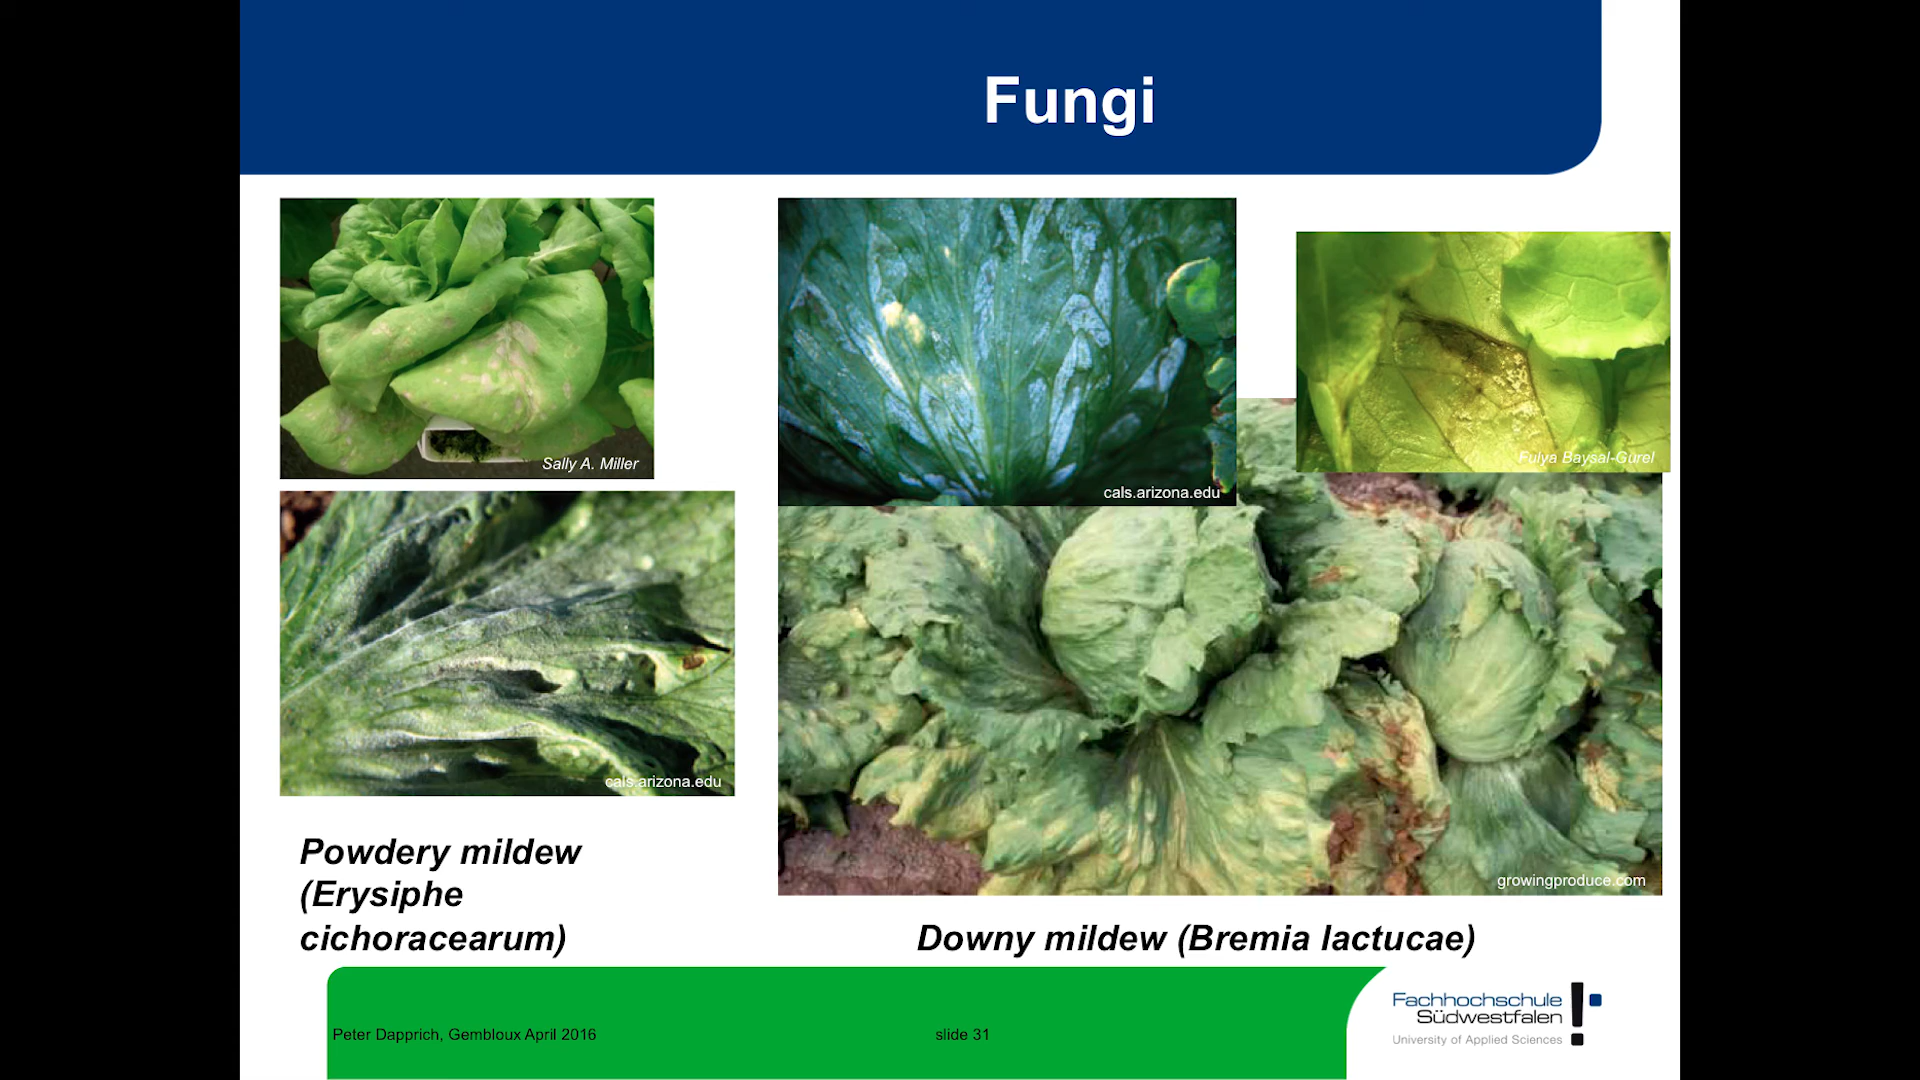 Fungi
Sally A. Miller
cals.arizona.edu
Fulya Baysal-Gurel
cals.arizona.edu
growingproduce.com
Powdery mildew
(Erysiphe
cichoracearum)
Downy mildew (Bremia lactucae)
Peter Dapprich, Gembloux April 2016
slide 31
Fachhochschule
Südwestfalen
University of Applied Sciences